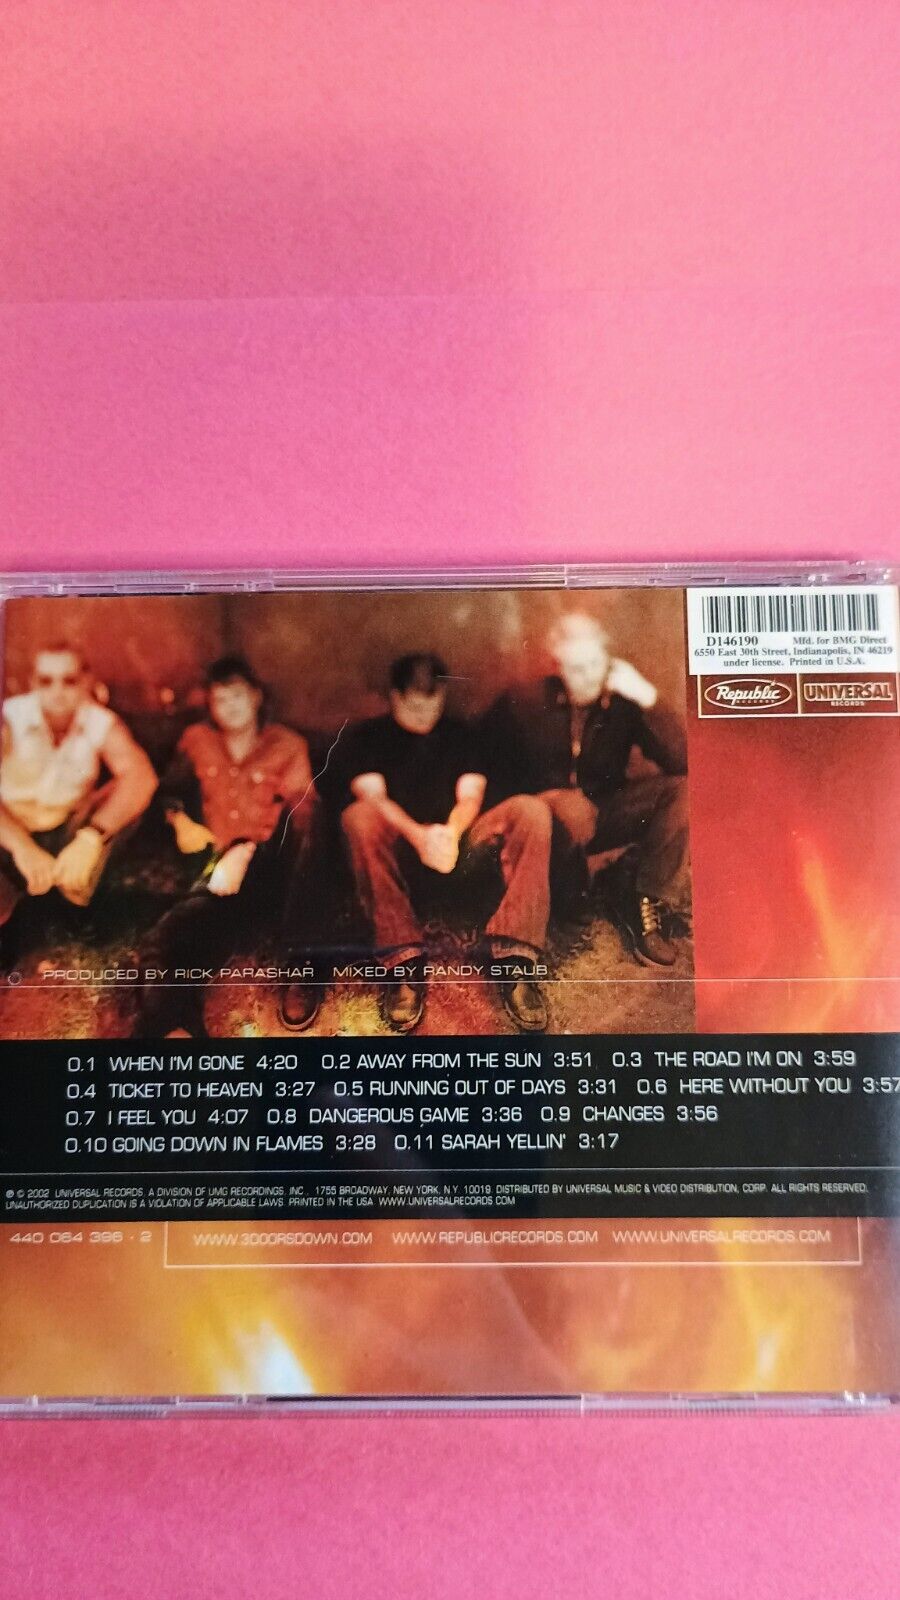 D146190 Mfd. for BMG Direct
6550 East 30th Street, Indianapolis, IN 46219
under license. Printed in U.S.A.
Republic RECORDS
UNIVERSAL RECORDS
PRODUCED BY RICK PARASHAR MIXED BY RANDY STAUB
0.1 WHEN I'M GONE 4:20 0.2 AWAY FROM THE SUN 3:51 0.3 THE ROAD I'M ON 3:59
0.4 TICKET TO HEAVEN 3:27 0.5 RUNNING OUT OF DAYS 3:31 0.6 HERE WITHOUT YOU 3:57
0.7 I FEEL YOU 4:07 0.8 DANGEROUS GAME 3:36 0.9 CHANGES 3:56
0.10 GOING DOWN IN FLAMES 3:28 0.11 SARAH YELLIN' 3:17
℗ © 2002 UNIVERSAL RECORDS, A DIVISION OF UMG RECORDINGS, INC., 1755 BROADWAY, NEW YORK, N.Y. 10019. DISTRIBUTED BY UNIVERSAL MUSIC & VIDEO DISTRIBUTION, CORP. ALL RIGHTS RESERVED.
UNAUTHORIZED DUPLICATION IS A VIOLATION OF APPLICABLE LAWS. PRINTED IN THE USA. WWW.UNIVERSALRECORDS.COM
440 064 396 - 2 WWW.3DOORSDOWN.COM WWW.REPUBLICRECORDS.COM WWW.UNIVERSALRECORDS.COM